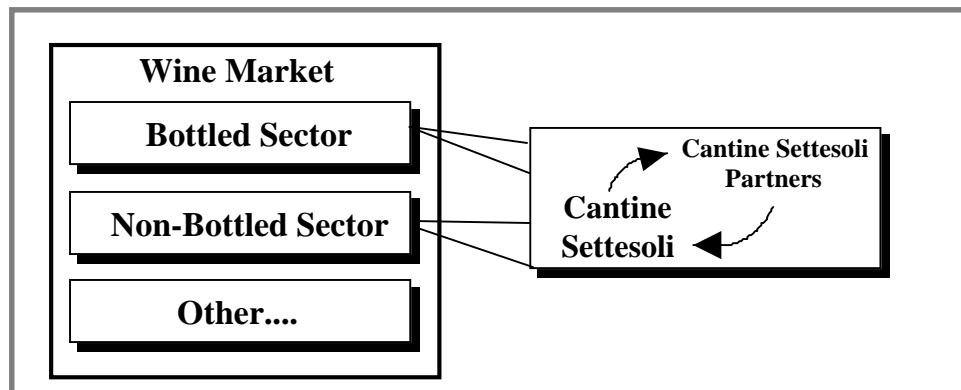 Wine Market
Bottled Sector
Non-Bottled Sector
Other....
Cantine Settesoli
Partners
Cantine
Settesoli